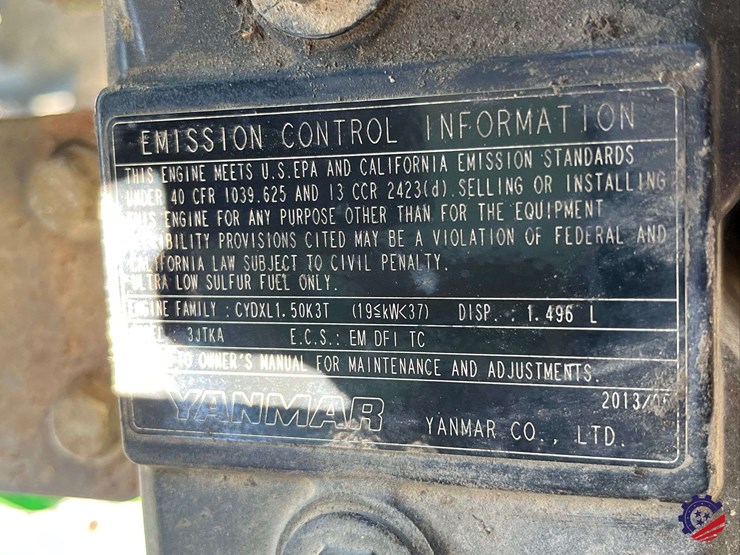 EMISSION CONTROL INFORMATION
THIS ENGINE MEETS U.S.EPA AND CALIFORNIA EMISSION STANDARDS
UNDER 40 CFR 1039.625 AND 13 CCR 2423(d).SELLING OR INSTALLING
THIS ENGINE FOR ANY PURPOSE OTHER THAN FOR THE EQUIPMENT
FLEXIBILITY PROVISIONS CITED MAY BE A VIOLATION OF FEDERAL AND
CALIFORNIA LAW SUBJECT TO CIVIL PENALTY.
ULTRA LOW SULFUR FUEL ONLY.
ENGINE FAMILY : CYDXL1.50K3T (19≤kW<37) DISP. : 1.496 L
: 3JTKA E.C.S.: EM DFI TC
TO OWNER'S MANUAL FOR MAINTENANCE AND ADJUSTMENTS.
2013/
YANMAR YANMAR CO., LTD.